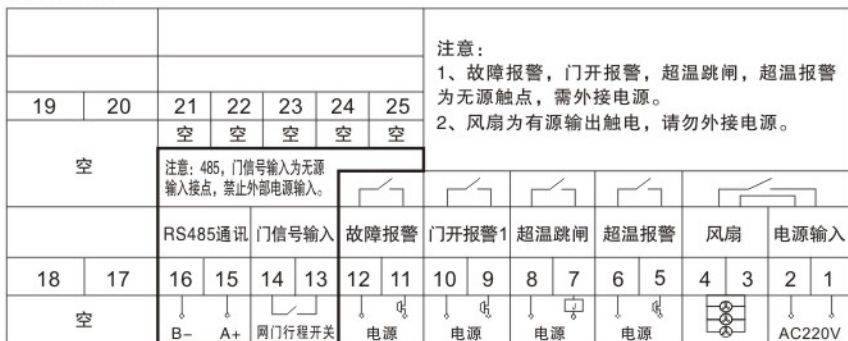 注意：
1、故障报警，门开报警，超温跳闸，超温报警
为无源触点，需外接电源。
2、风扇为有源输出触电，请勿外接电源。
19 20 21 22 23 24 25
空 空 空 空 空
空
注意：485，门信号输入为无源
输入接点，禁止外部电源输入。
RS485通讯 门信号输入 故障报警 门开报警1 超温跳闸 超温报警 风扇 电源输入
18 17 16 15 14 13 12 11 10 9 8 7 6 5 4 3 2 1
空 B- A+ 网门行程开关 电源 电源 电源 电源 AC220V